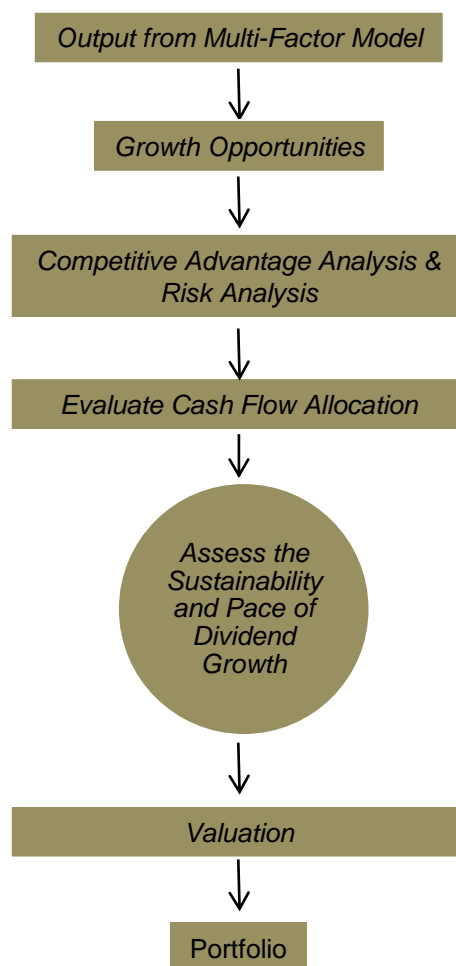 Output from Multi-Factor Model
Growth Opportunities
Competitive Advantage Analysis &
Risk Analysis
Evaluate Cash Flow Allocation
Assess the
Sustainability
and Pace of
Dividend
Growth
Valuation
Portfolio